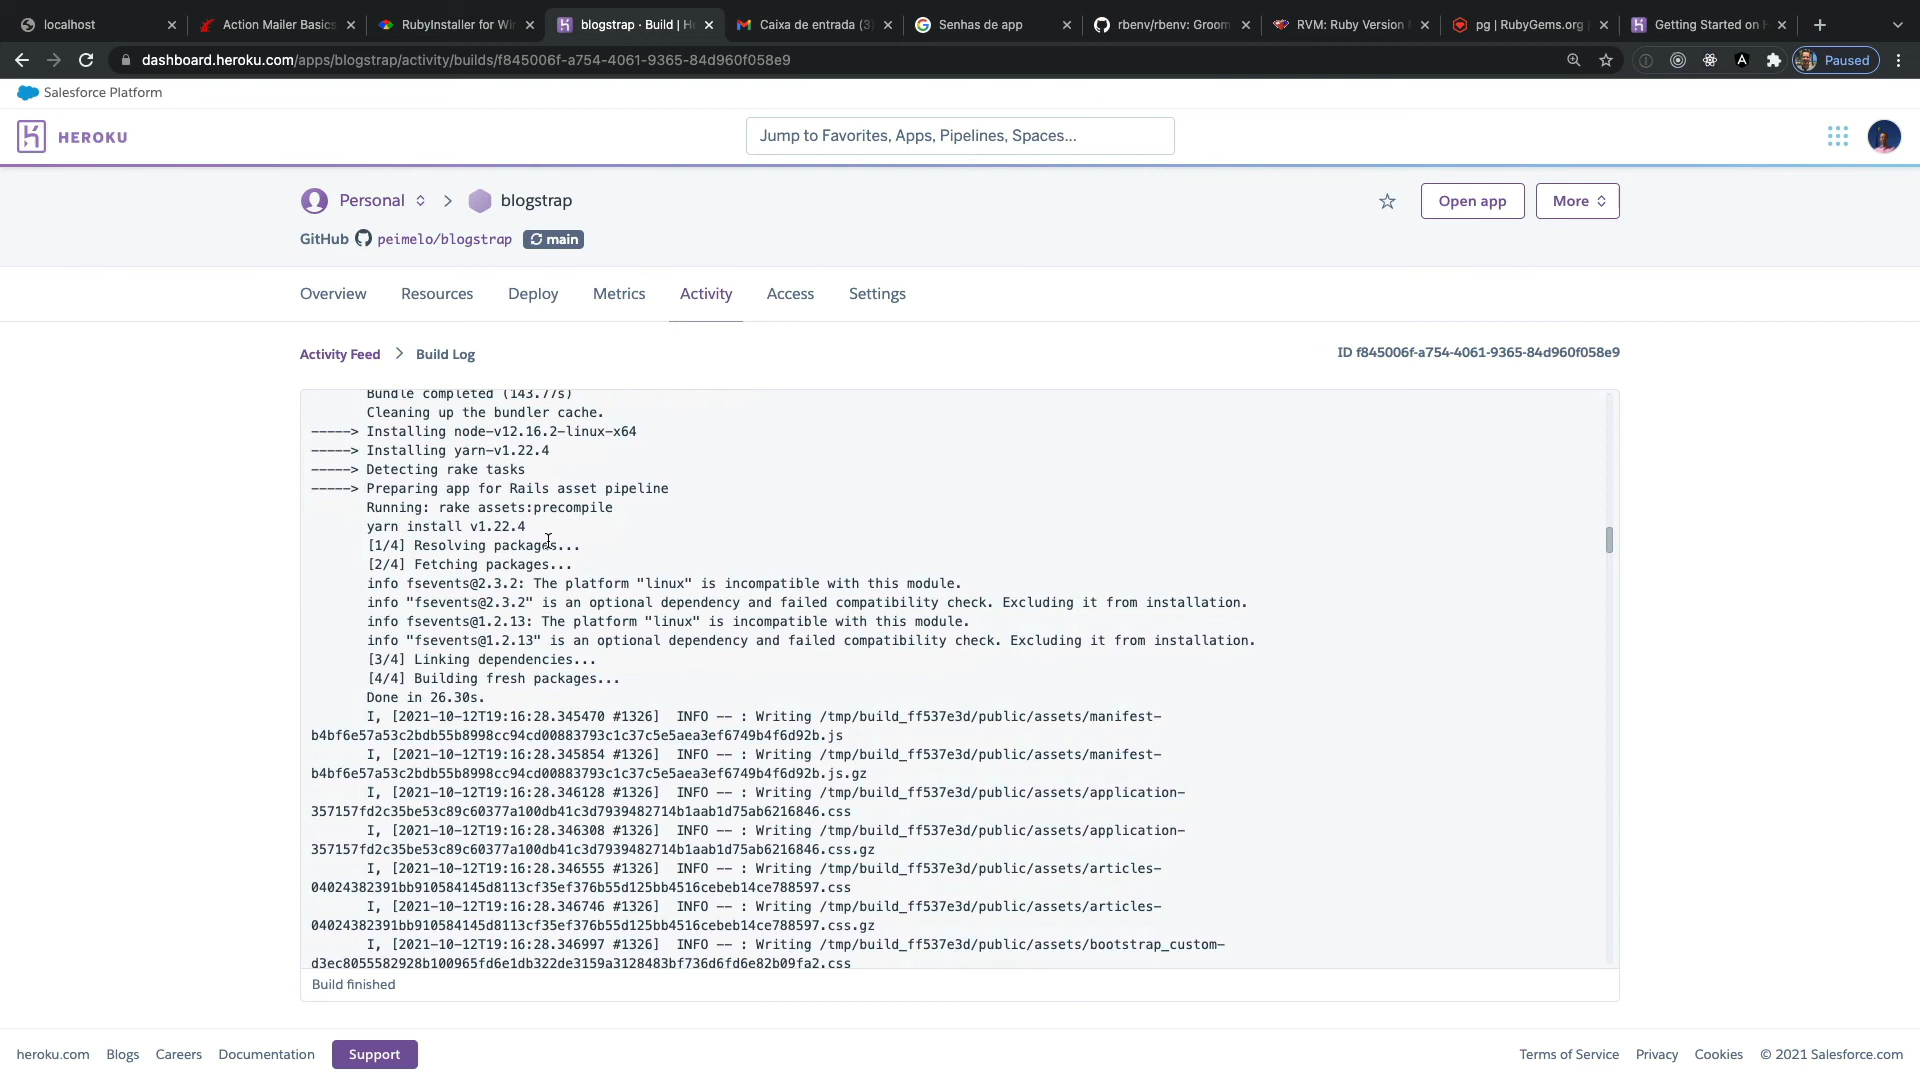 localhost
Action Mailer Basics
RubyInstaller for Wir
blogstrap · Build | He
Caixa de entrada (3)
Senhas de app
rbenv/rbenv: Groom
RVM: Ruby Version
pg | RubyGems.org
Getting Started on H
dashboard.heroku.com/apps/blogstrap/activity/builds/f845006f-a754-4061-9365-84d960f058e9
Paused
Salesforce Platform
HEROKU
Jump to Favorites, Apps, Pipelines, Spaces...
Personal
blogstrap
Open app
More
GitHub peimelo/blogstrap main
Overview
Resources
Deploy
Metrics
Activity
Access
Settings
Activity Feed > Build Log
ID f845006f-a754-4061-9365-84d960f058e9
Bundle completed (143.77s)
Cleaning up the bundler cache.
-----> Installing node-v12.16.2-linux-x64
-----> Installing yarn-v1.22.4
-----> Detecting rake tasks
-----> Preparing app for Rails asset pipeline
Running: rake assets:precompile
yarn install v1.22.4
[1/4] Resolving packages...
[2/4] Fetching packages...
info fsevents@2.3.2: The platform "linux" is incompatible with this module.
info "fsevents@2.3.2" is an optional dependency and failed compatibility check. Excluding it from installation.
info fsevents@1.2.13: The platform "linux" is incompatible with this module.
info "fsevents@1.2.13" is an optional dependency and failed compatibility check. Excluding it from installation.
[3/4] Linking dependencies...
[4/4] Building fresh packages...
Done in 26.30s.
I, [2021-10-12T19:16:28.345470 #1326]  INFO -- : Writing /tmp/build_ff537e3d/public/assets/manifest-
b4bf6e57a53c2bdb55b8998cc94cd00883793c1c37c5e5aea3ef6749b4f6d92b.js
I, [2021-10-12T19:16:28.345854 #1326]  INFO -- : Writing /tmp/build_ff537e3d/public/assets/manifest-
b4bf6e57a53c2bdb55b8998cc94cd00883793c1c37c5e5aea3ef6749b4f6d92b.js.gz
I, [2021-10-12T19:16:28.346128 #1326]  INFO -- : Writing /tmp/build_ff537e3d/public/assets/application-
357157fd2c35be53c89c60377a100db41c3d7939482714b1aab1d75ab6216846.css
I, [2021-10-12T19:16:28.346308 #1326]  INFO -- : Writing /tmp/build_ff537e3d/public/assets/application-
357157fd2c35be53c89c60377a100db41c3d7939482714b1aab1d75ab6216846.css.gz
I, [2021-10-12T19:16:28.346555 #1326]  INFO -- : Writing /tmp/build_ff537e3d/public/assets/articles-
04024382391bb910584145d8113cf35ef376b55d125bb4516cebeb14ce788597.css
I, [2021-10-12T19:16:28.346746 #1326]  INFO -- : Writing /tmp/build_ff537e3d/public/assets/articles-
04024382391bb910584145d8113cf35ef376b55d125bb4516cebeb14ce788597.css.gz
I, [2021-10-12T19:16:28.346997 #1326]  INFO -- : Writing /tmp/build_ff537e3d/public/assets/bootstrap_custom-
d3ec8055582928b100965fd6e1db322de3159a3128483bf736d6fd6e82b09fa2.css
Build finished
heroku.com
Blogs
Careers
Documentation
Support
Terms of Service
Privacy
Cookies
© 2021 Salesforce.com